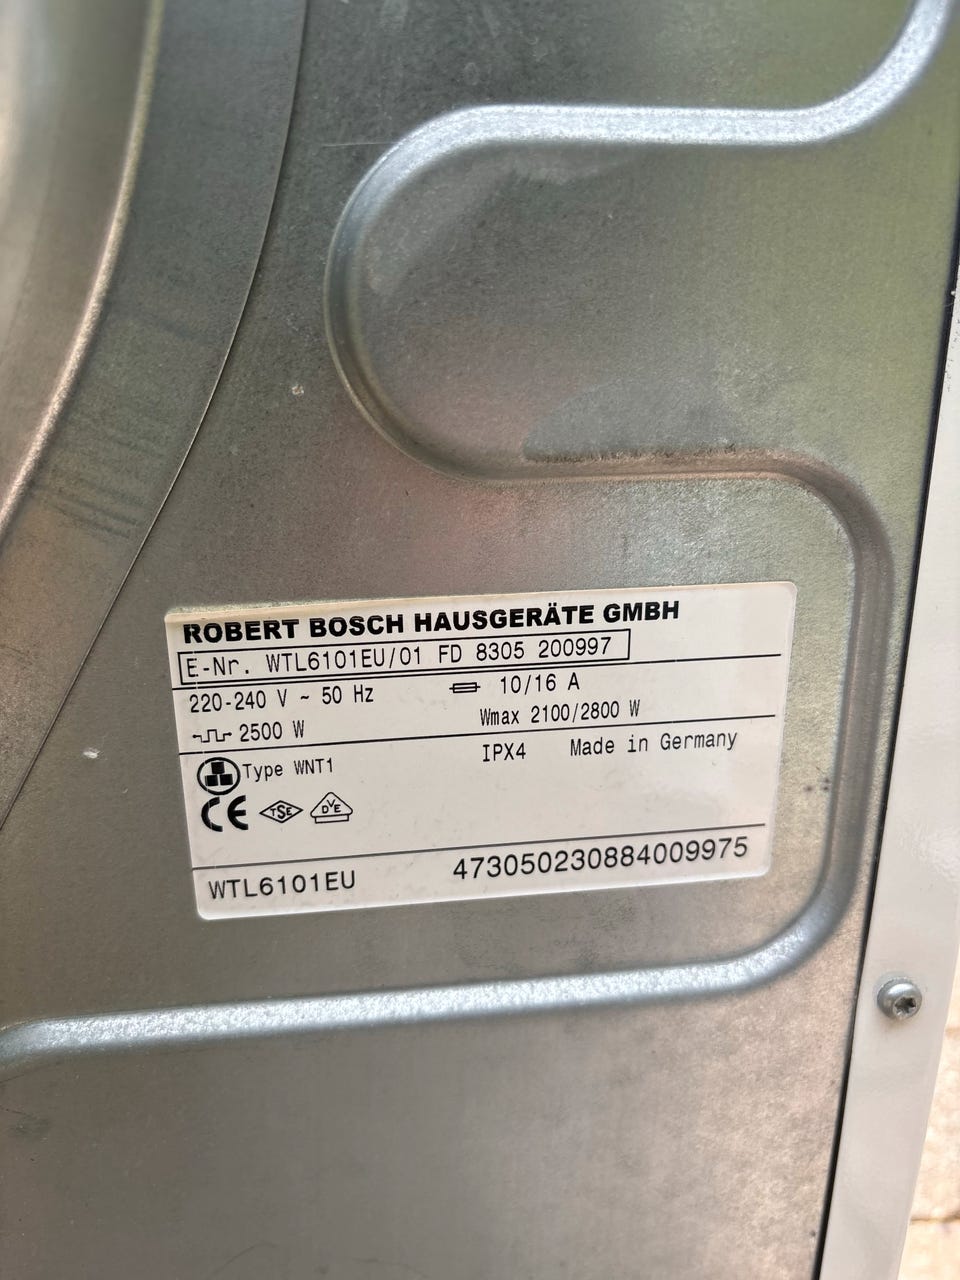 ROBERT BOSCH HAUSGERÄTE GMBH
E-Nr. WTL6101EU/01 FD 8305 200997
220-240 V ~ 50 Hz 10/16 A
2500 W Wmax 2100/2800 W
Type WNT1 IPX4 Made in Germany
CE TSE DVE
WTL6101EU 473050230884009975